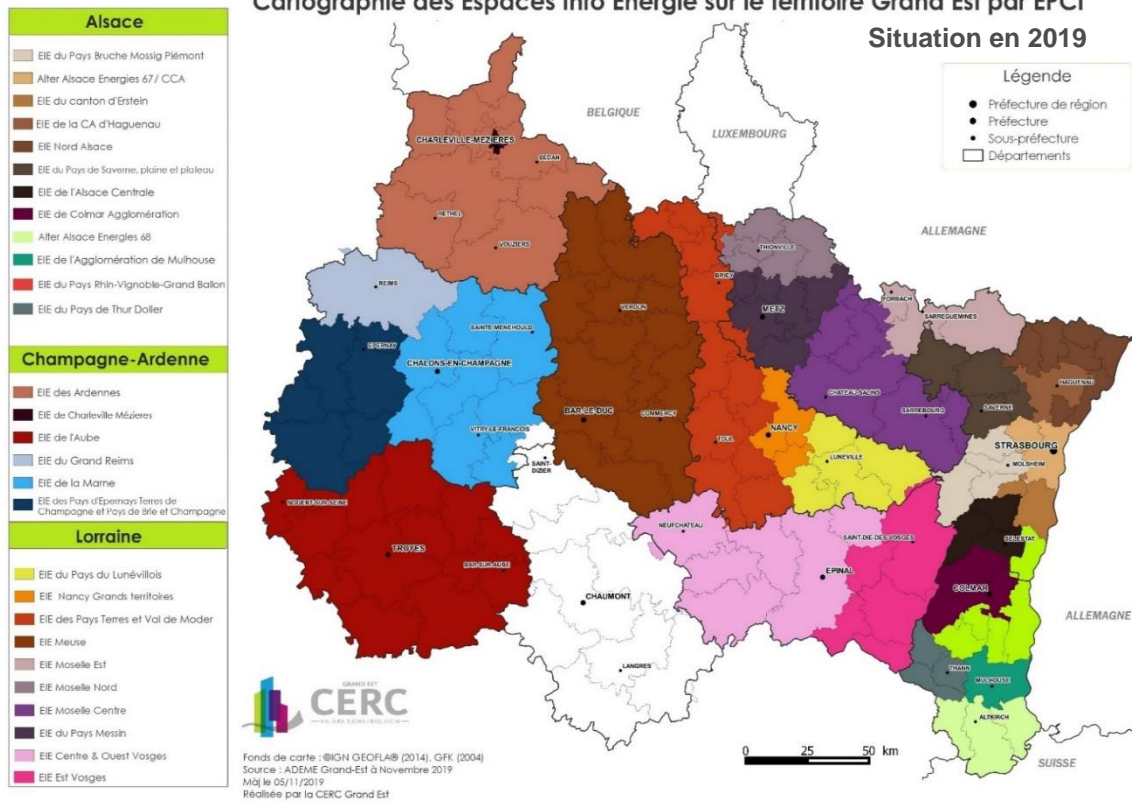 Cartographie des Espaces Info Energie sur le territoire Grand Est par EPCI
Situation en 2019
Alsace
EIE du Pays Bruche Mossig Piémont
Alter Alsace Energies 67/ CCA
EIE du canton d'Erstein
EIE de la CA d'Haguenau
EIE Nord Alsace
EIE du Pays de Saverne, plaine et plateau
EIE de l'Alsace Centrale
EIE de Colmar Agglomération
Alter Alsace Energies 68
EIE de l'Agglomération de Mulhouse
EIE du Pays Rhin-Vignoble-Grand Ballon
EIE du Pays de Thur Doller
Champagne-Ardenne
EIE des Ardennes
EIE de Charleville Mézieres
EIE de l'Aube
EIE du Grand Reims
EIE de la Marne
EIE des Pays d'Epernays Terres de
Champagne et Pays de Brie et Champagne
Lorraine
EIE du Pays du Lunévillois
EIE Nancy Grands territoires
EIE des Pays Terres et Val de Moder
EIE Meuse
EIE Moselle Est
EIE Moselle Nord
EIE Moselle Centre
EIE du Pays Messin
EIE Centre & Ouest Vosges
EIE Est Vosges
Légende
Préfecture de région
Préfecture
Sous-préfecture
Départements
BELGIQUE
LUXEMBOURG
ALLEMAGNE
CHARLEVILLE-MEZIERES
SEDAN
RETHEL
VOUZIERS
REIMS
THIONVILLE
BRIEY
METZ
FORBACH
SARREGUEMINES
VERDUN
SAINTE-MENEHOULD
EPERNAY
CHALONS-EN-CHAMPAGNE
HAGUENAU
CHATEAU-SALINS
SARREBOURG
SAVERNE
BAR-LE-DUC
COMMERCY
VITRY-LE-FRANCOIS
TOUL
NANCY
STRASBOURG
MOLSHEIM
LUNEVILLE
SAINT-DIZIER
NOGENT-SUR-SEINE
NEUFCHATEAU
SAINT-DIE-DES-VOSGES
SELESTAT
TROYES
BAR-SUR-AUBE
EPINAL
COLMAR
CHAUMONT
ALLEMAGNE
LANGRES
THANN
MULHOUSE
ALTKIRCH
SUISSE
GRAND EST
CERC
FILIERE CONSTRUCTION
0 25 50 km
Fonds de carte : @IGN GEOFLA® (2014), GFK (2004)
Source : ADEME Grand-Est à Novembre 2019
Màj le 05/11/2019
Réalisée par la CERC Grand Est